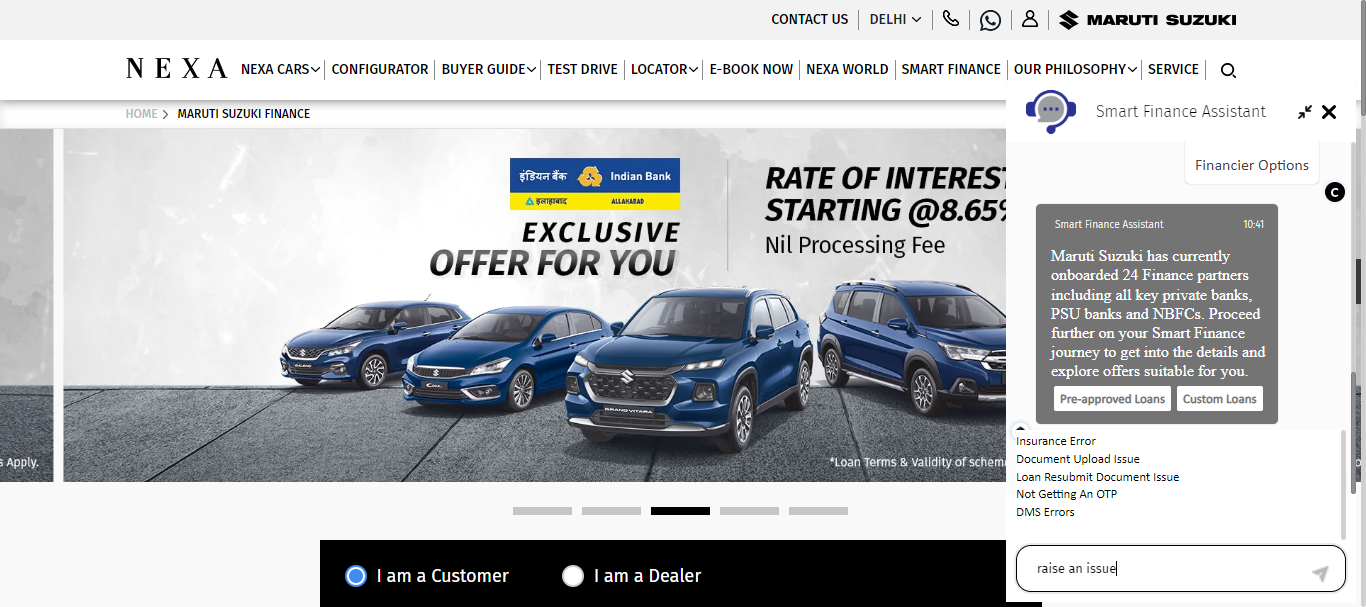 CONTACT US
DELHI
MARUTI SUZUKI
NEXA
NEXA CARS
CONFIGURATOR
BUYER GUIDE
TEST DRIVE
LOCATOR
E-BOOK NOW
NEXA WORLD
SMART FINANCE
OUR PHILOSOPHY
SERVICE
HOME > MARUTI SUZUKI FINANCE
इंडियन बैंक Indian Bank
इलाहाबाद ALLAHABAD
EXCLUSIVE
OFFER FOR YOU
RATE OF INTEREST
STARTING @8.65%
Nil Processing Fee
GRAND VITARA
s Apply.
*Loan Terms & Validity of schem
I am a Customer
I am a Dealer
Smart Finance Assistant
Financier Options
C
Smart Finance Assistant 10:41
Maruti Suzuki has currently
onboarded 24 Finance partners
including all key private banks,
PSU banks and NBFCs. Proceed
further on your Smart Finance
journey to get into the details and
explore offers suitable for you.
Pre-approved Loans
Custom Loans
Insurance Error
Document Upload Issue
Loan Resubmit Document Issue
Not Getting An OTP
DMS Errors
raise an issue